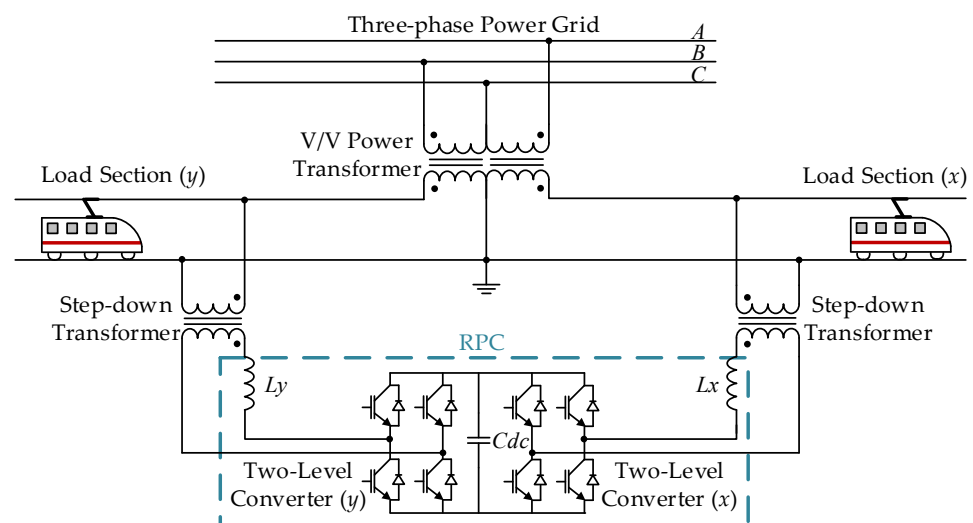 Three-phase Power Grid
A
B
C
V/V Power
Transformer
Load Section (y)
Load Section (x)
Step-down
Transformer
Step-down
Transformer
RPC
Ly
Lx
Cdc
Two-Level
Converter (y)
Two-Level
Converter (x)